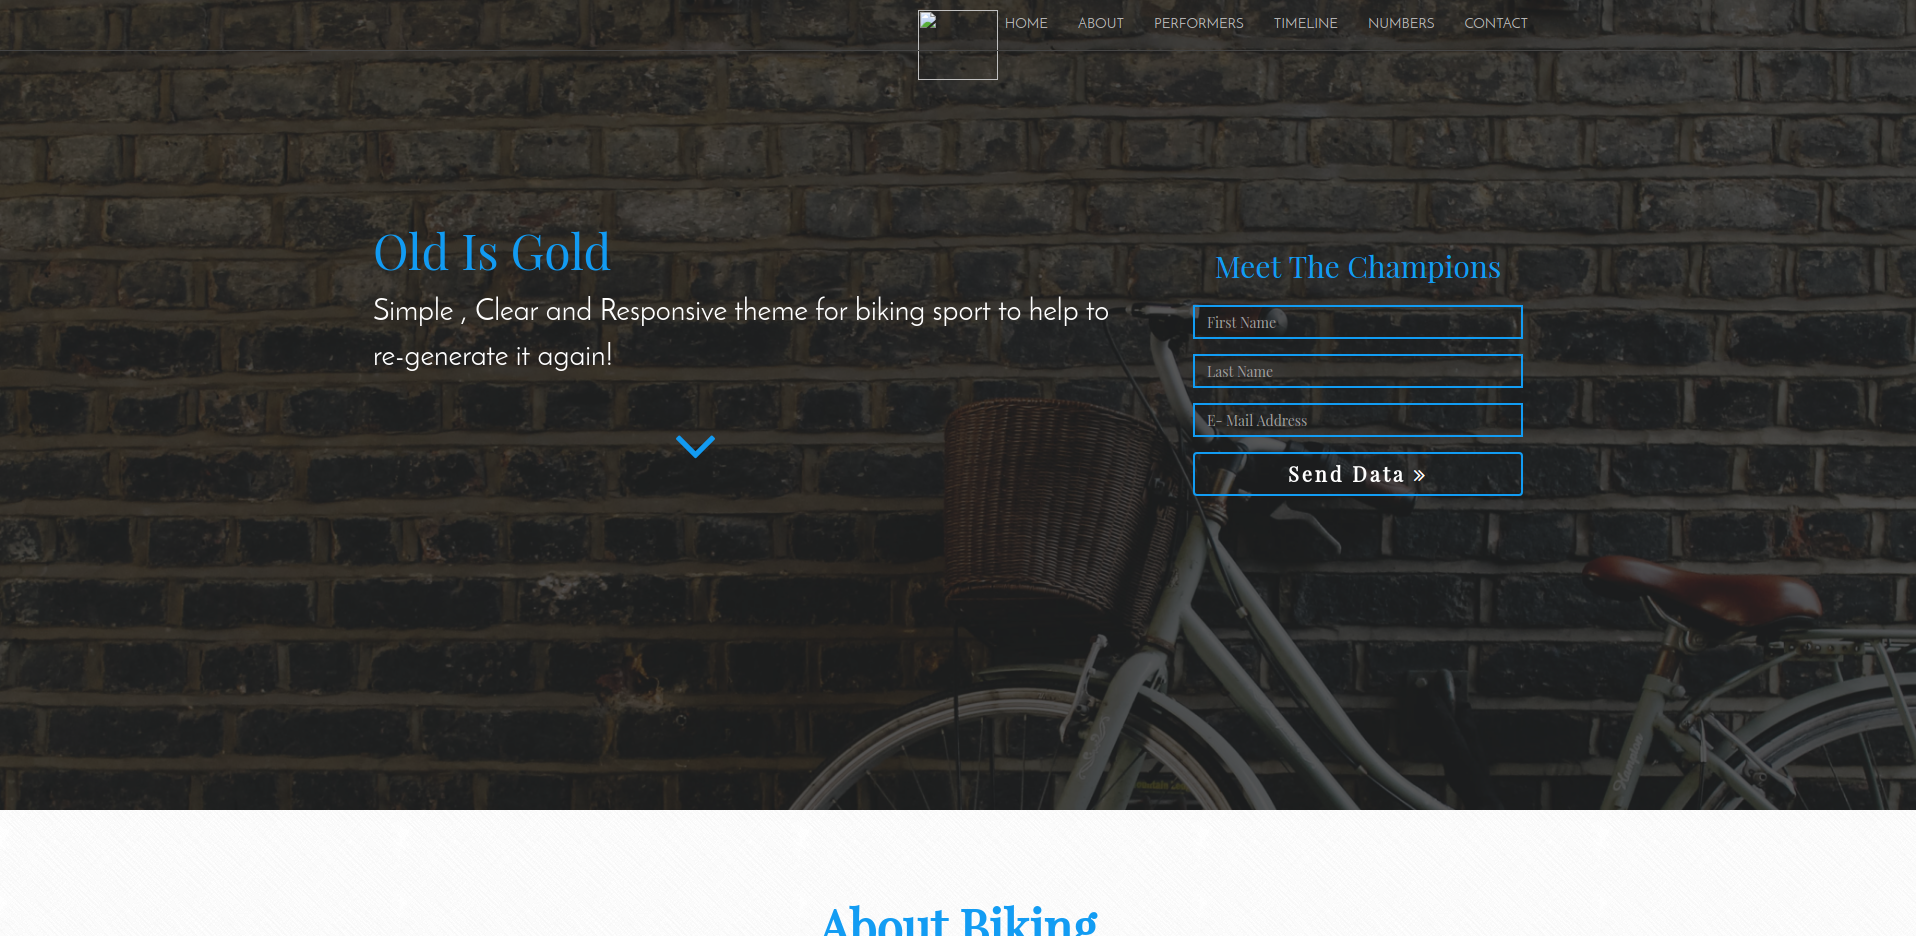 HOME ABOUT PERFORMERS TIMELINE NUMBERS CONTACT
Old Is Gold
Simple , Clear and Responsive theme for biking sport to help to
re-generate it again!
Meet The Champions
First Name
Last Name
E- Mail Address
Send Data »
About Biking